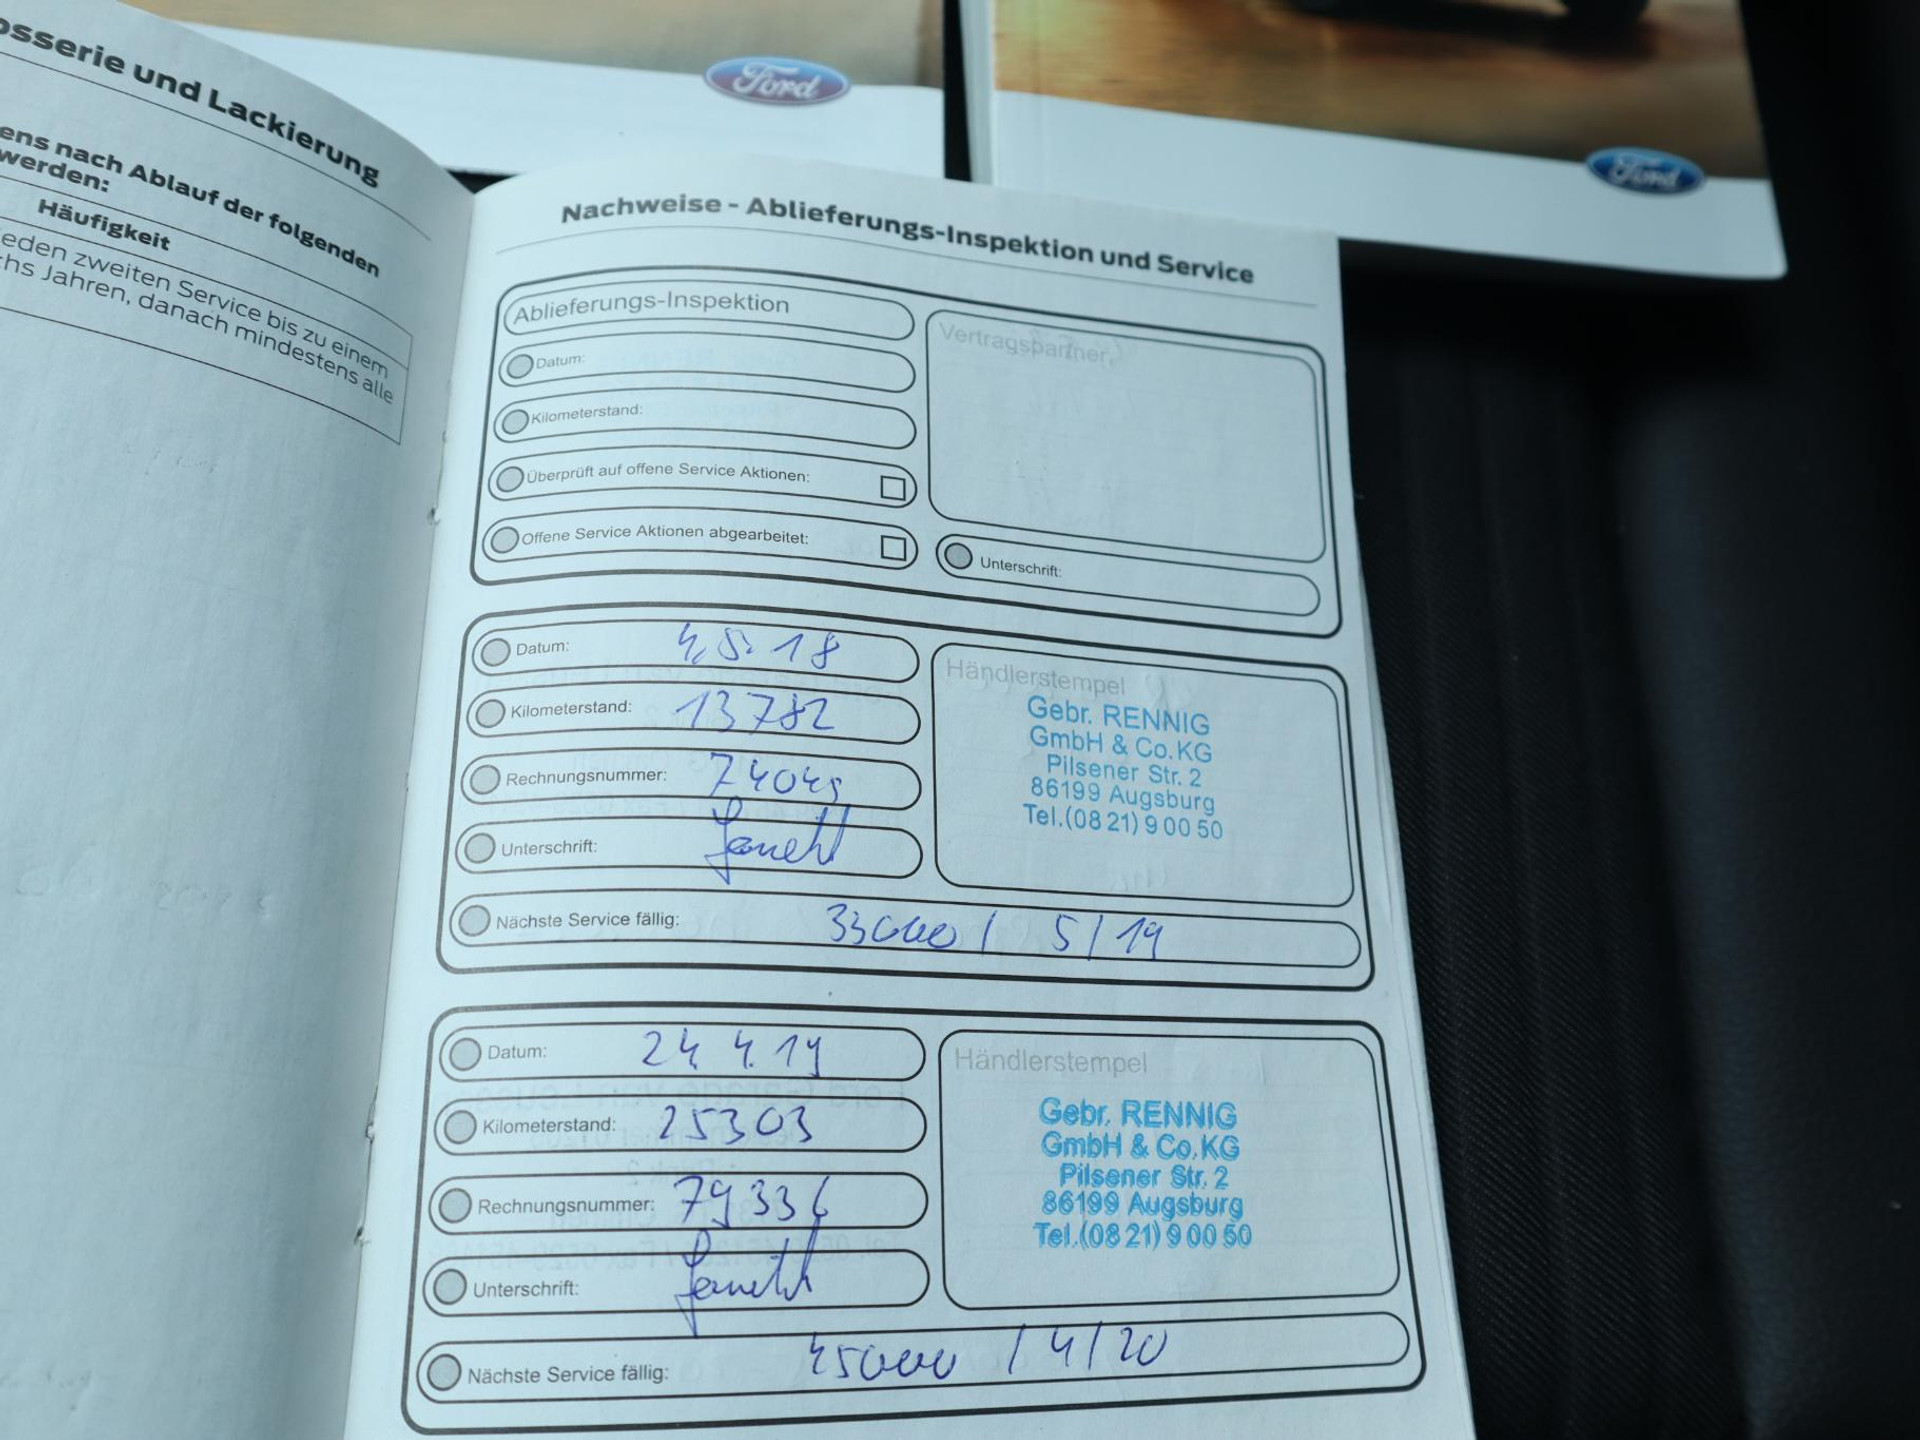 Ford
Ford
osserie und Lackierung
ens nach Ablauf der folgenden
werden:
Häufigkeit
eden zweiten Service bis zu einem
chs Jahren, danach mindestens alle
Nachweise - Ablieferungs-Inspektion und Service
Ablieferungs-Inspektion
Datum:
Kilometerstand:
Überprüft auf offene Service Aktionen:
Offene Service Aktionen abgearbeitet:
Vertragspartner
Unterschrift:
Datum: 4.5.18
Kilometerstand: 13782
Rechnungsnummer: 74045
Unterschrift:
Nächste Service fällig: 33000 / 5/19
Händlerstempel
Gebr. RENNIG
GmbH & Co.KG
Pilsener Str. 2
86199 Augsburg
Tel.(08 21) 9 00 50
Datum: 24.4.19
Kilometerstand: 25303
Rechnungsnummer: 79336
Unterschrift:
Nächste Service fällig: 45000 / 4/20
Händlerstempel
Gebr. RENNIG
GmbH & Co.KG
Pilsener Str. 2
86199 Augsburg
Tel.(08 21) 9 00 50